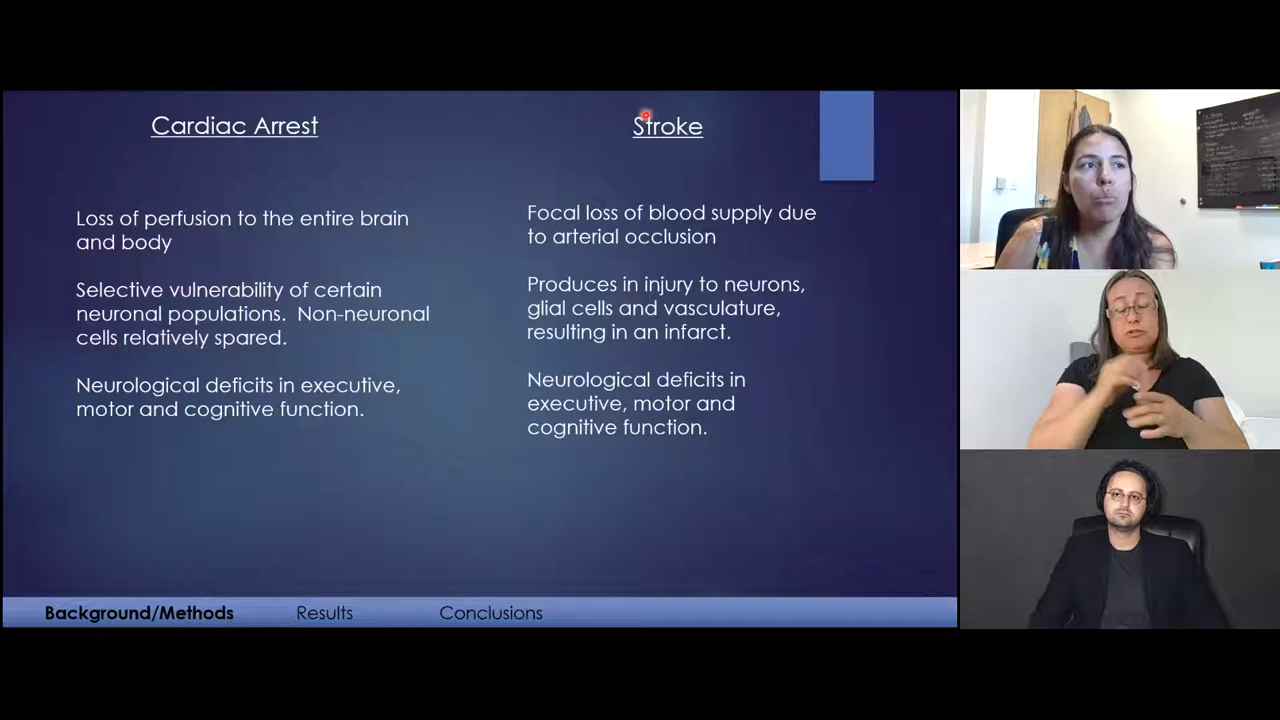 Cardiac Arrest
Loss of perfusion to the entire brain
and body
Selective vulnerability of certain
neuronal populations.  Non-neuronal
cells relatively spared.
Neurological deficits in executive,
motor and cognitive function.
Stroke
Focal loss of blood supply due
to arterial occlusion
Produces in injury to neurons,
glial cells and vasculature,
resulting in an infarct.
Neurological deficits in
executive, motor and
cognitive function.
Background/Methods
Results
Conclusions